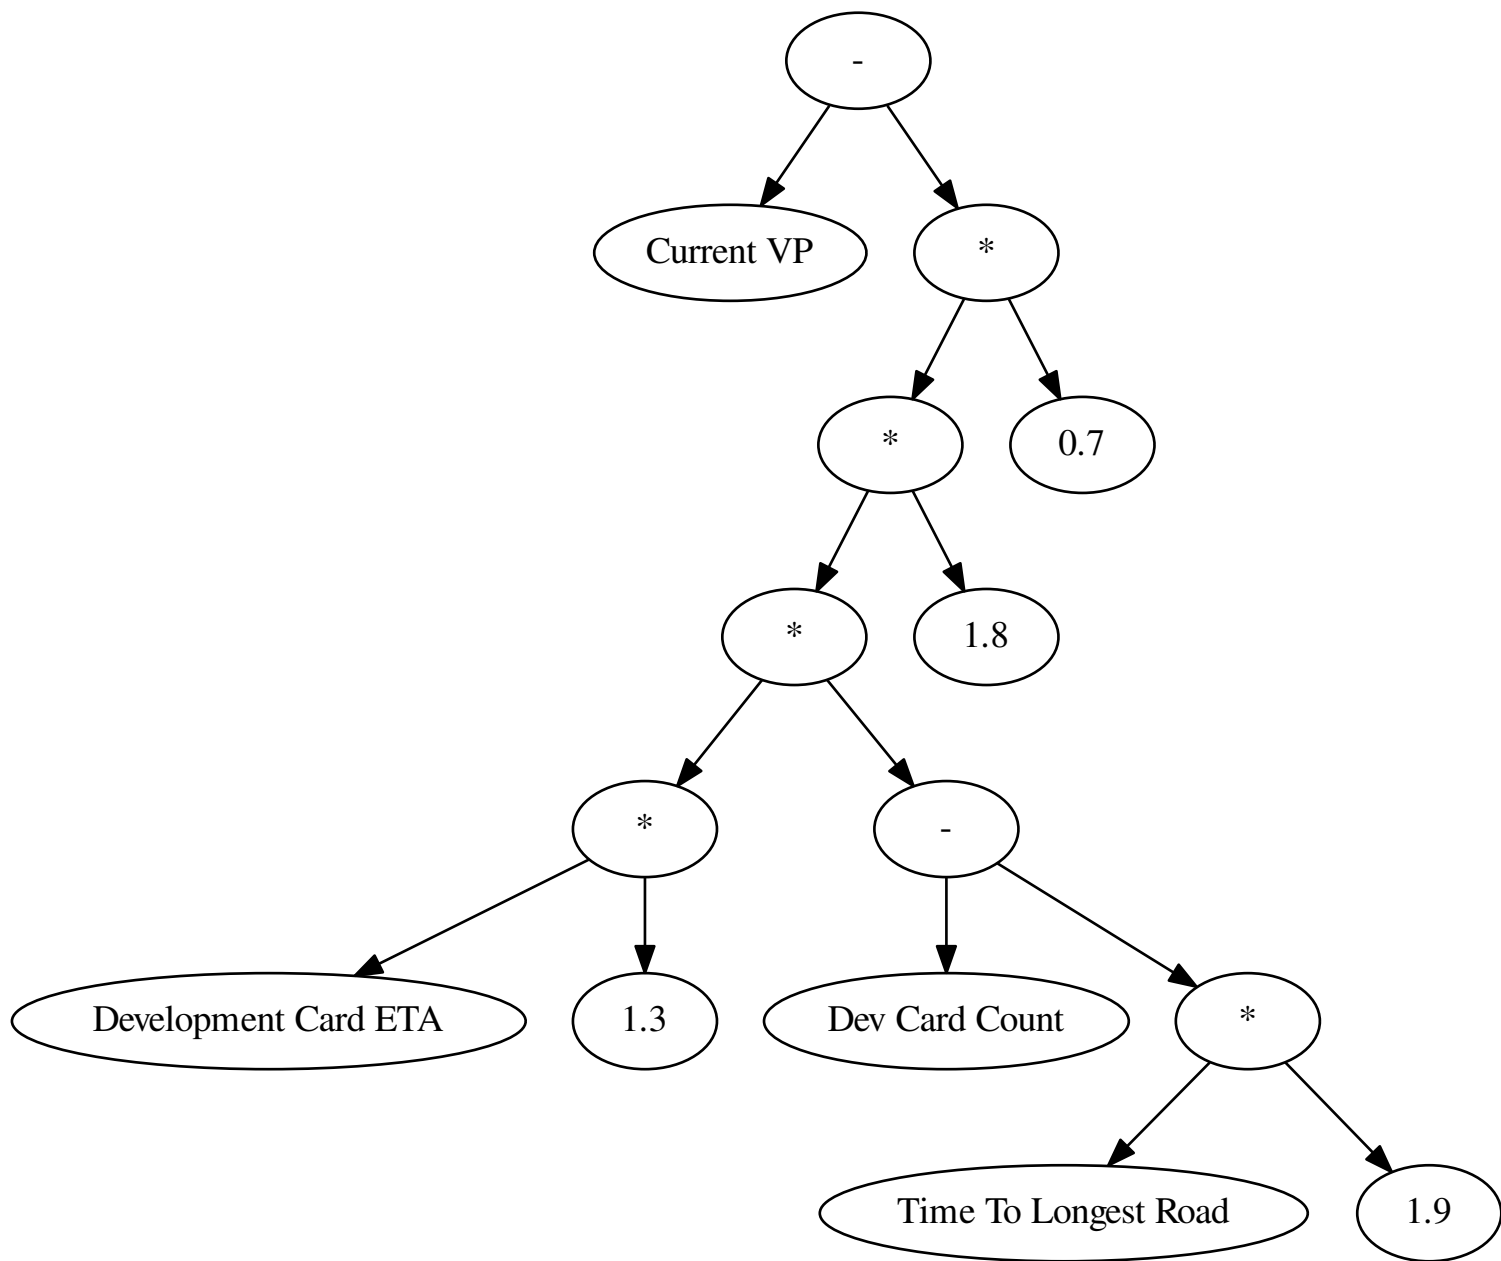 -
Current VP
*
*
0.7
*
1.8
*
-
Development Card ETA
1.3
Dev Card Count
*
Time To Longest Road
1.9